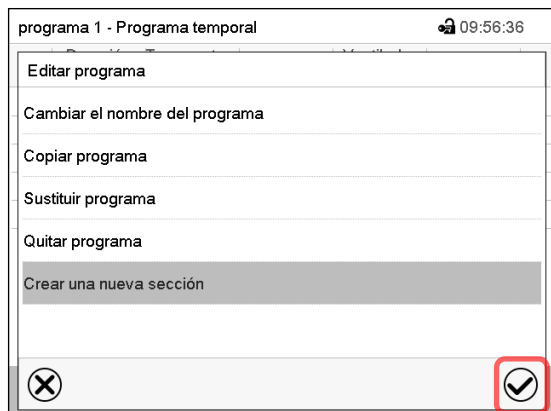 programa 1 - Programa temporal 09:56:36
Editar programa
Cambiar el nombre del programa
Copiar programa
Sustituir programa
Quitar programa
Crear una nueva sección